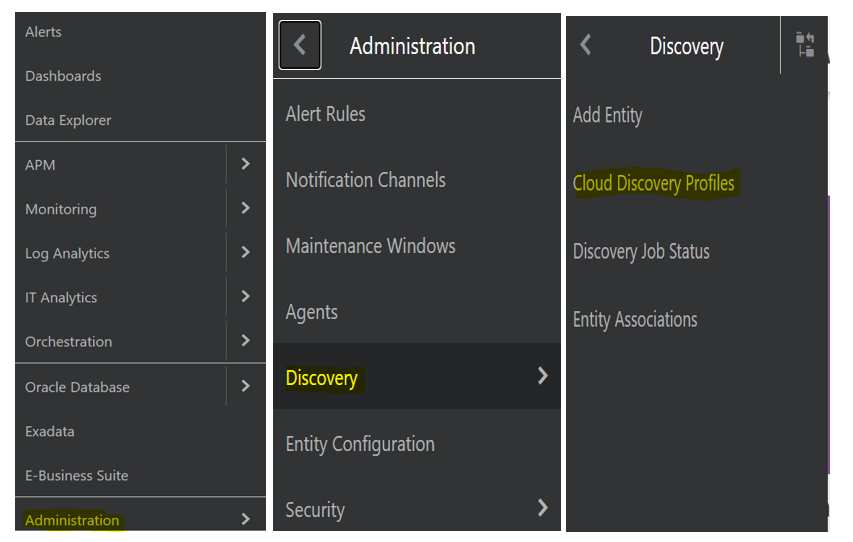 Alerts
Dashboards
Data Explorer
APM
Monitoring
Log Analytics
IT Analytics
Orchestration
Oracle Database
Exadata
E-Business Suite
Administration
Administration
Alert Rules
Notification Channels
Maintenance Windows
Agents
Discovery
Entity Configuration
Security
Discovery
Add Entity
Cloud Discovery Profiles
Discovery Job Status
Entity Associations